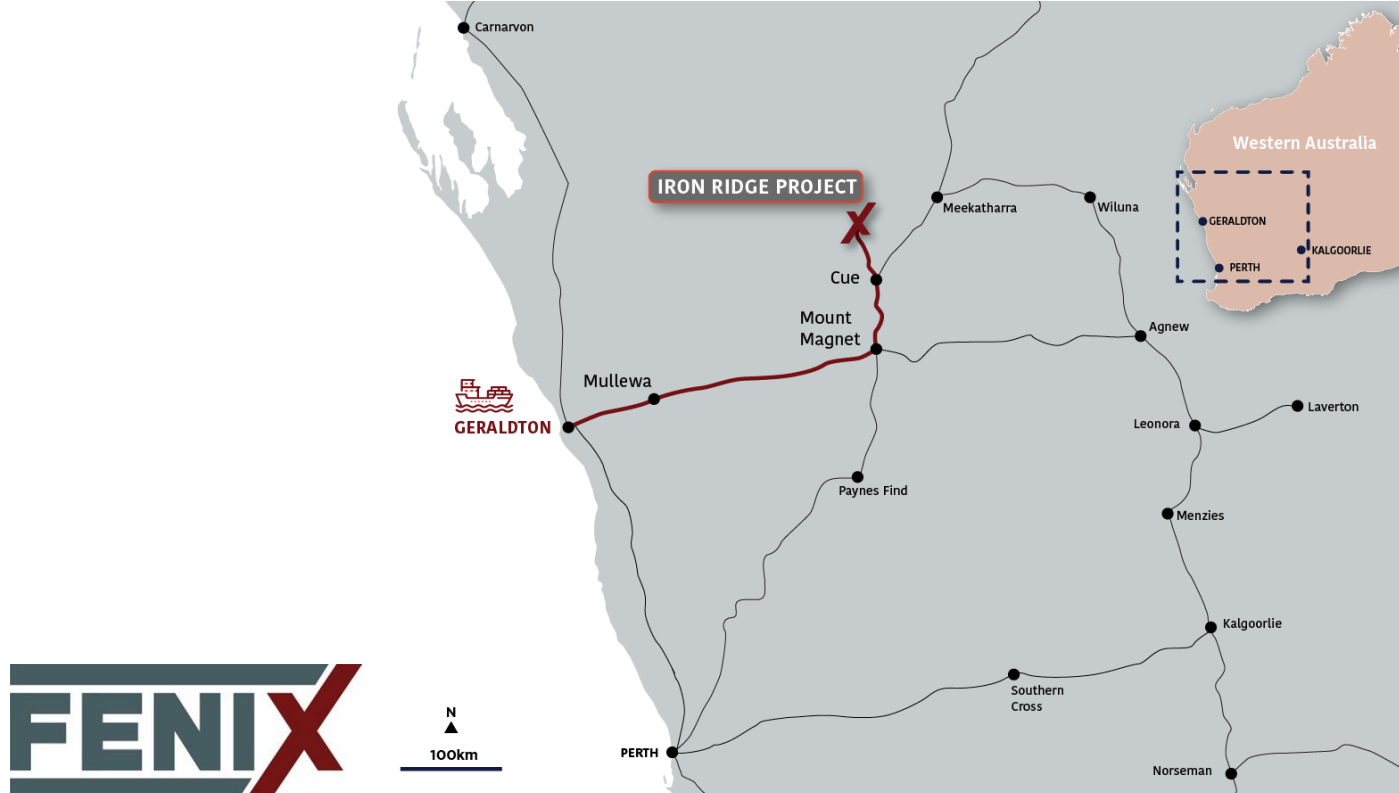 Carnarvon
Western Australia
IRON RIDGE PROJECT
Meekatharra
Wiluna
GERALDTON
KALGOORLIE
PERTH
Cue
Mount
Magnet
Agnew
Mullewa
GERALDTON
Laverton
Leonora
Paynes Find
Menzies
Kalgoorlie
Southern
Cross
FENIX
N
100km
PERTH
Norseman